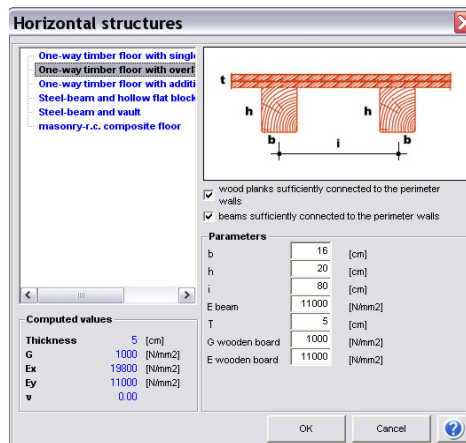 Horizontal structures
One-way timber floor with singl
One-way timber floor with overl
One-way timber floor with additi
Steel-beam and hollow flat block
Steel-beam and vault
masonry-r.c. composite floor
t
h
h
b
b
i
wood planks sufficiently connected to the perimeter
walls
beams sufficiently connected to the perimeter walls
Parameters
b 16 [cm]
h 20 [cm]
i 80 [cm]
E beam 11000 [N/mm2]
T 5 [cm]
G wooden board 1000 [N/mm2]
E wooden board 11000 [N/mm2]
Computed values
Thickness 5 [cm]
G 1000 [N/mm2]
Ex 19800 [N/mm2]
Ey 11000 [N/mm2]
ν 0.00
OK Cancel ?